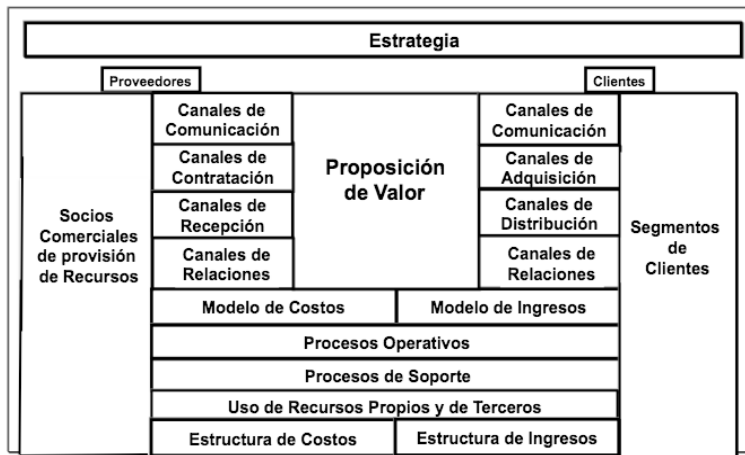 Estrategia
Proveedores
Clientes
Socios
Comerciales
de provisión
de Recursos
Canales de
Comunicación
Canales de
Contratación
Canales de
Recepción
Canales de
Relaciones
Proposición
de Valor
Canales de
Comunicación
Canales de
Adquisición
Canales de
Distribución
Canales de
Relaciones
Segmentos
de
Clientes
Modelo de Costos
Modelo de Ingresos
Procesos Operativos
Procesos de Soporte
Uso de Recursos Propios y de Terceros
Estructura de Costos
Estructura de Ingresos